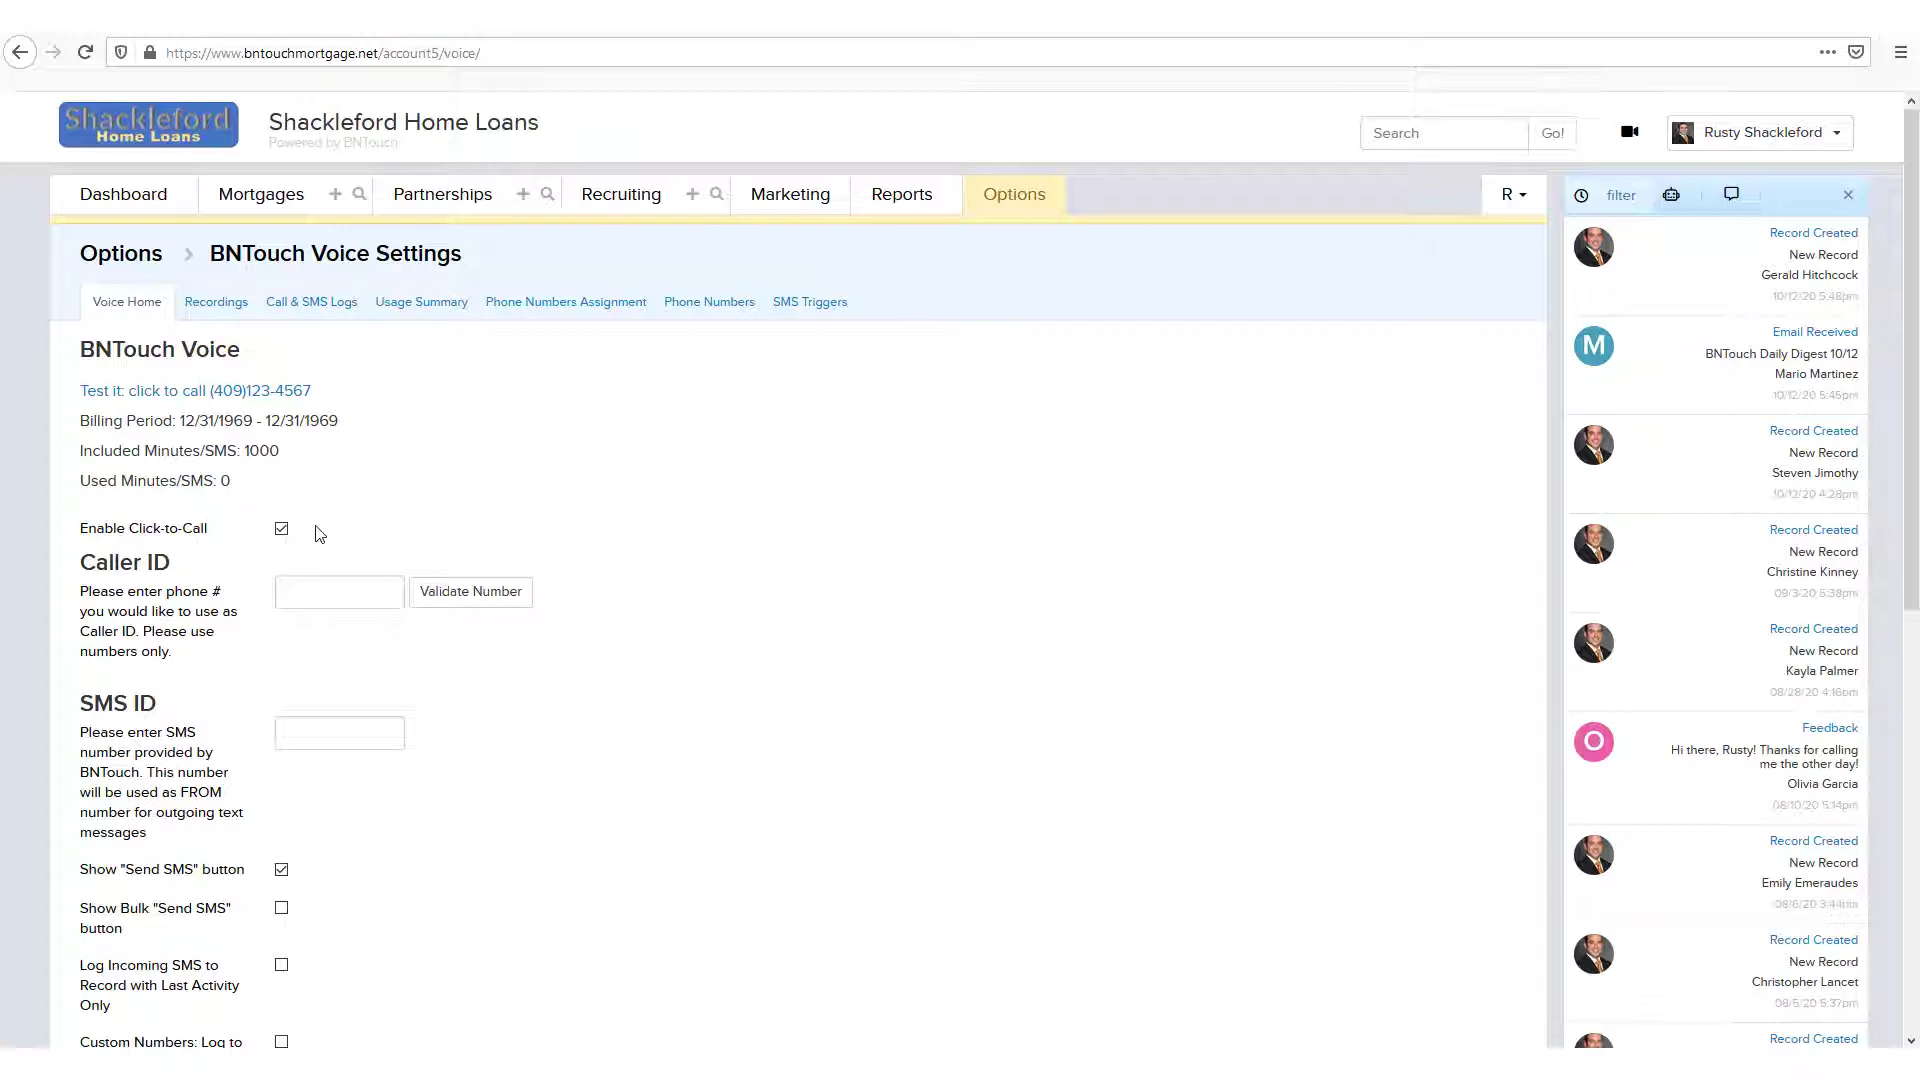 https://www.bntouchmortgage.net/account5/voice/
Shackleford
Home Loans
Shackleford Home Loans
Powered by BNTouch
Search
Go!
Rusty Shackleford
Dashboard
Mortgages
Partnerships
Recruiting
Marketing
Reports
Options
R
filter
Options
BNTouch Voice Settings
Voice Home
Recordings
Call & SMS Logs
Usage Summary
Phone Numbers Assignment
Phone Numbers
SMS Triggers
BNTouch Voice
Test it: click to call (409)123-4567
Billing Period: 12/31/1969 - 12/31/1969
Included Minutes/SMS: 1000
Used Minutes/SMS: 0
Enable Click-to-Call
Caller ID
Please enter phone #
you would like to use as
Caller ID. Please use
numbers only.
Validate Number
SMS ID
Please enter SMS
number provided by
BNTouch. This number
will be used as FROM
number for outgoing text
messages
Show "Send SMS" button
Show Bulk "Send SMS"
button
Log Incoming SMS to
Record with Last Activity
Only
Custom Numbers: Log to
Record Created
New Record
Gerald Hitchcock
10/12/20 5:48pm
M
Email Received
BNTouch Daily Digest 10/12
Mario Martinez
10/12/20 5:45pm
Record Created
New Record
Steven Jimothy
10/12/20 4:28pm
Record Created
New Record
Christine Kinney
09/3/20 5:38pm
Record Created
New Record
Kayla Palmer
08/28/20 4:16pm
O
Feedback
Hi there, Rusty! Thanks for calling
me the other day!
Olivia Garcia
08/10/20 5:14pm
Record Created
New Record
Emily Emeraudes
08/6/20 3:44pm
Record Created
New Record
Christopher Lancet
08/5/20 5:37pm
Record Created